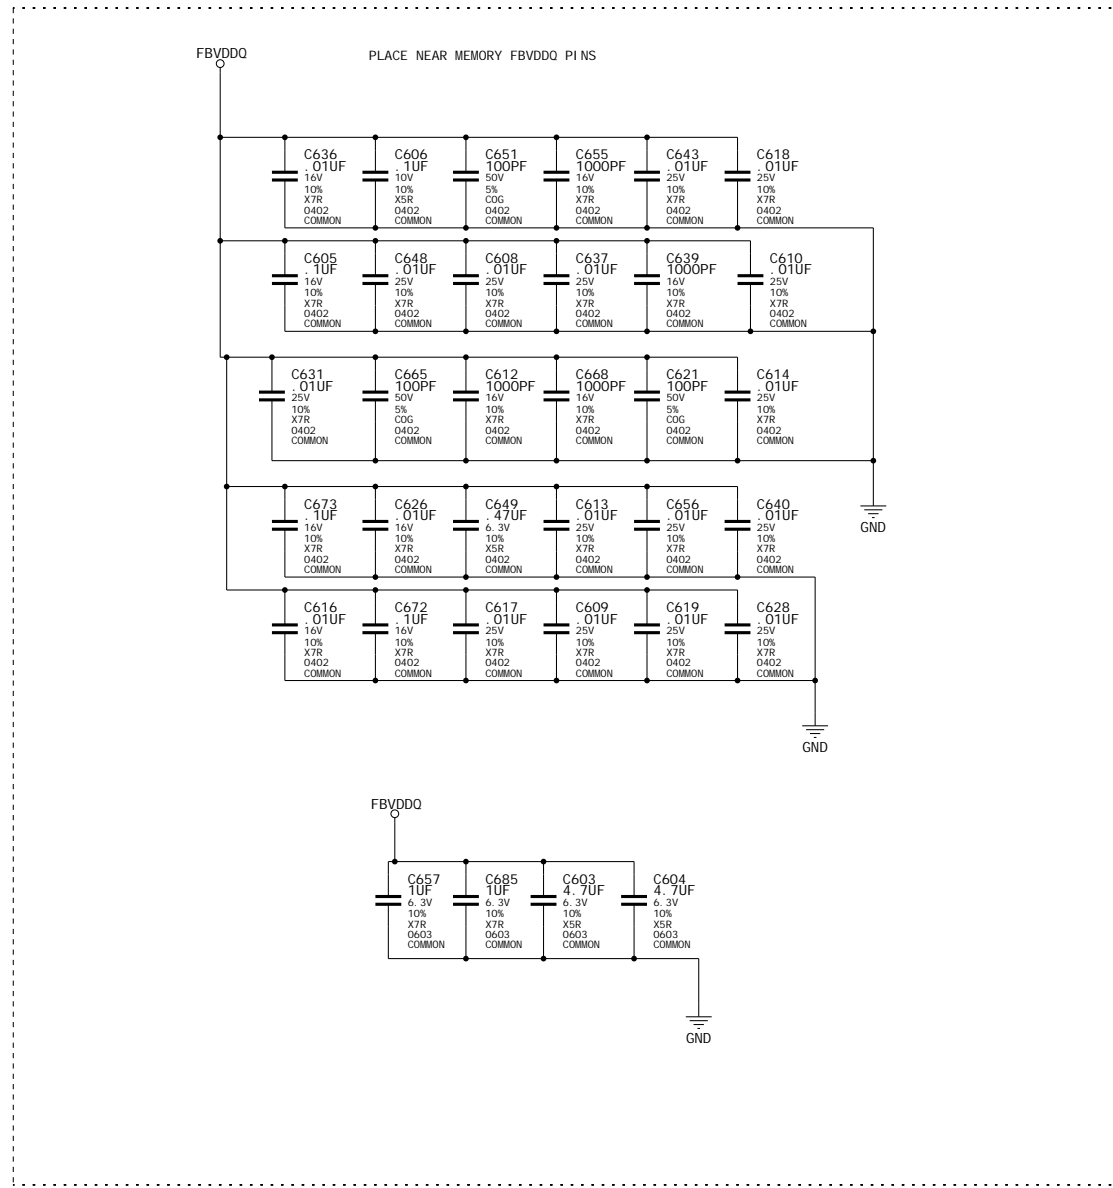 FBVDDQ
PLACE NEAR MEMORY FBVDDQ PINS
C636
.01UF
16V
10%
X7R
0402
COMMON
C606
.1UF
10V
10%
X5R
0402
COMMON
C651
100PF
50V
5%
C0G
0402
COMMON
C655
1000PF
16V
10%
X7R
0402
COMMON
C643
.01UF
25V
10%
X7R
0402
COMMON
C618
.01UF
25V
10%
X7R
0402
COMMON
C605
.1UF
16V
10%
X7R
0402
COMMON
C648
.01UF
25V
10%
X7R
0402
COMMON
C608
.01UF
25V
10%
X7R
0402
COMMON
C637
.01UF
25V
10%
X7R
0402
COMMON
C639
1000PF
16V
10%
X7R
0402
COMMON
C610
.01UF
25V
10%
X7R
0402
COMMON
C631
.01UF
25V
10%
X7R
0402
COMMON
C665
100PF
50V
5%
C0G
0402
COMMON
C612
1000PF
16V
10%
X7R
0402
COMMON
C668
1000PF
16V
10%
X7R
0402
COMMON
C621
100PF
50V
5%
C0G
0402
COMMON
C614
.01UF
25V
10%
X7R
0402
COMMON
C673
.1UF
16V
10%
X7R
0402
COMMON
C626
.01UF
16V
10%
X7R
0402
COMMON
C649
.47UF
6.3V
10%
X5R
0402
COMMON
C613
.01UF
25V
10%
X7R
0402
COMMON
C656
.01UF
25V
10%
X7R
0402
COMMON
C640
.01UF
25V
10%
X7R
0402
COMMON
GND
C616
.01UF
16V
10%
X7R
0402
COMMON
C672
.1UF
16V
10%
X7R
0402
COMMON
C617
.01UF
25V
10%
X7R
0402
COMMON
C609
.01UF
25V
10%
X7R
0402
COMMON
C619
.01UF
25V
10%
X7R
0402
COMMON
C628
.01UF
25V
10%
X7R
0402
COMMON
GND
FBVDDQ
C657
1UF
6.3V
10%
X7R
0603
COMMON
C685
1UF
6.3V
10%
X7R
0603
COMMON
C603
4.7UF
6.3V
10%
X5R
0603
COMMON
C604
4.7UF
6.3V
10%
X5R
0603
COMMON
GND